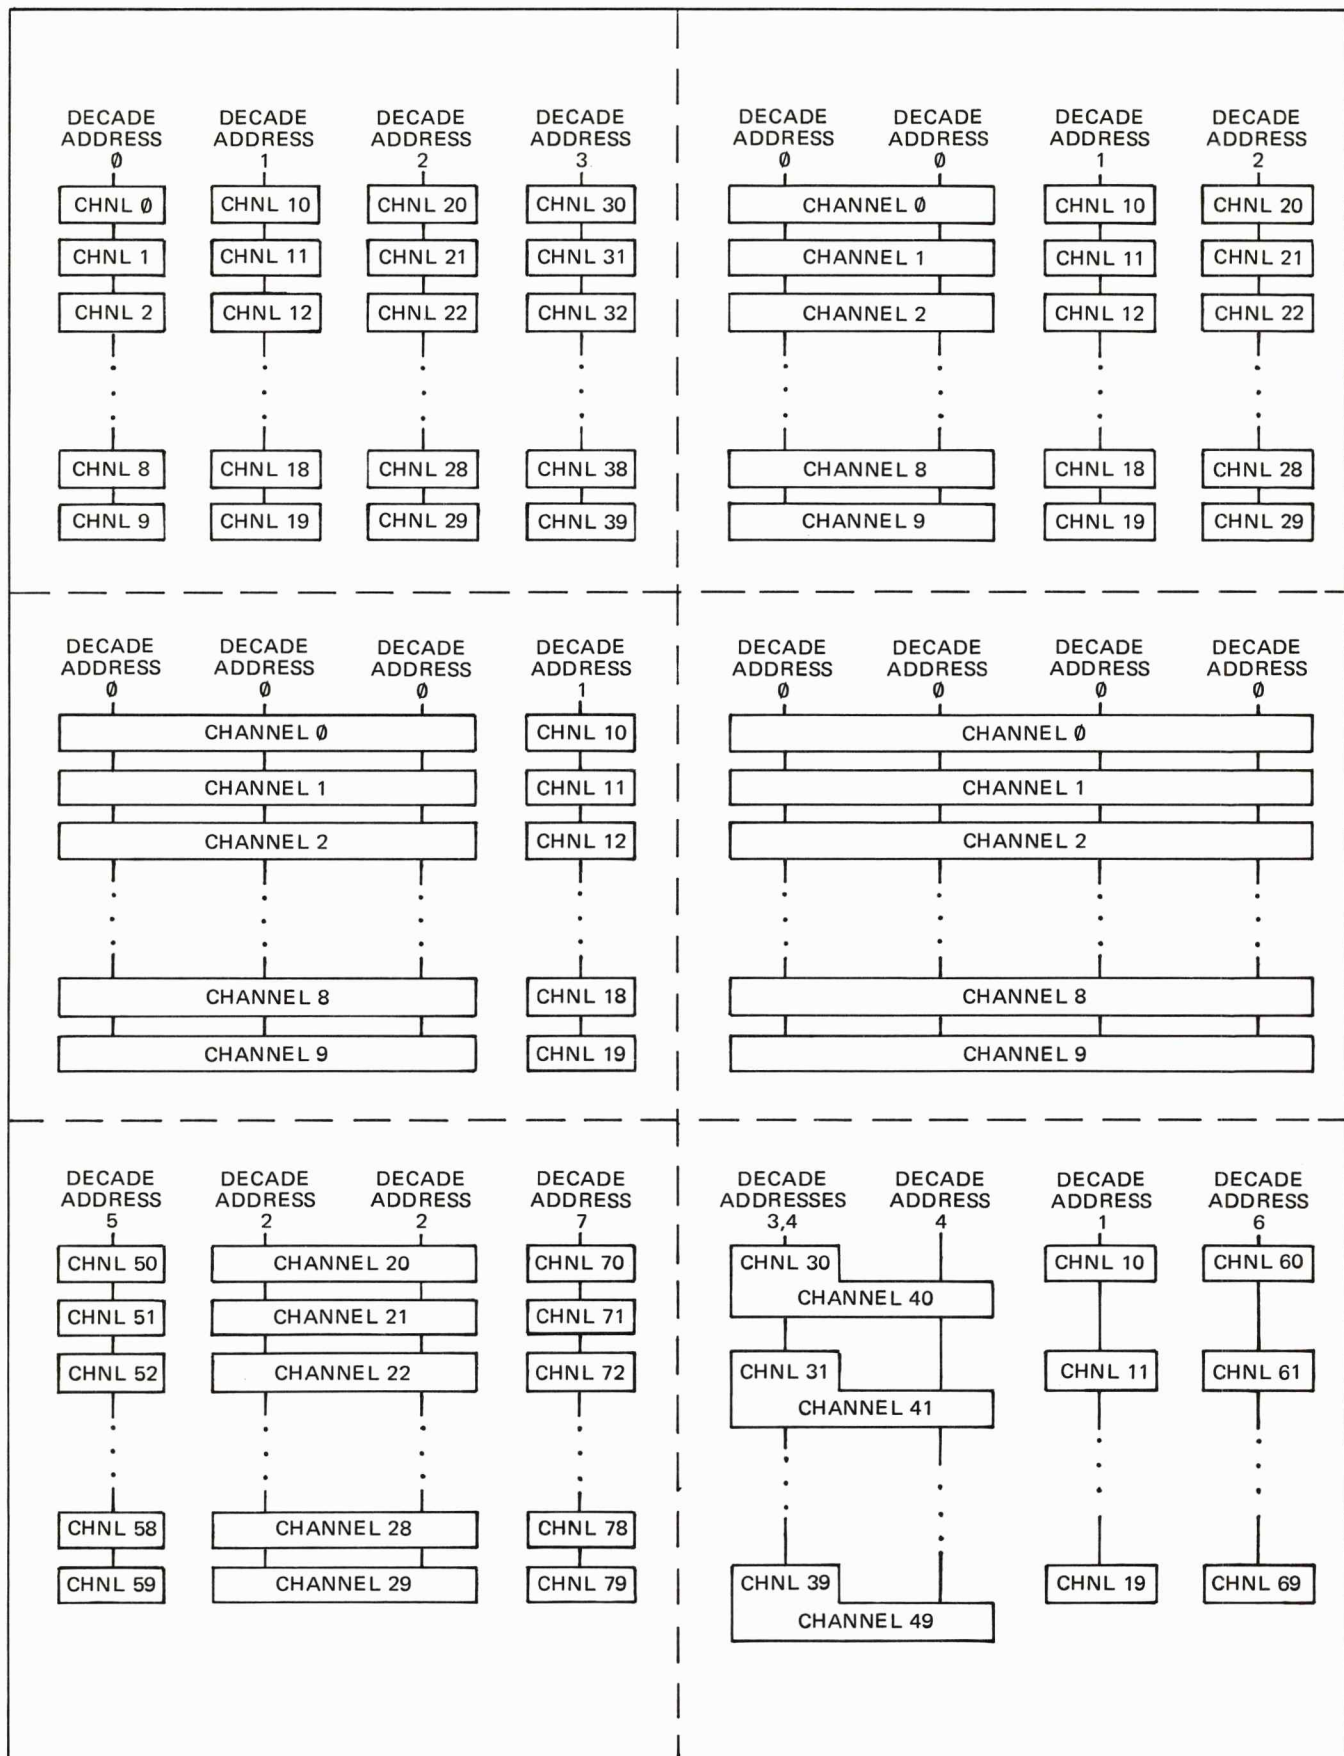 DECADE DECADE DECADE DECADE
ADDRESS ADDRESS ADDRESS ADDRESS
Ø 1 2 3
CHNL Ø CHNL 10 CHNL 20 CHNL 30
CHNL 1 CHNL 11 CHNL 21 CHNL 31
CHNL 2 CHNL 12 CHNL 22 CHNL 32
CHNL 8 CHNL 18 CHNL 28 CHNL 38
CHNL 9 CHNL 19 CHNL 29 CHNL 39
DECADE DECADE DECADE DECADE
ADDRESS ADDRESS ADDRESS ADDRESS
Ø Ø 1 2
CHANNEL Ø CHNL 10 CHNL 20
CHANNEL 1 CHNL 11 CHNL 21
CHANNEL 2 CHNL 12 CHNL 22
CHANNEL 8 CHNL 18 CHNL 28
CHANNEL 9 CHNL 19 CHNL 29
DECADE DECADE DECADE DECADE
ADDRESS ADDRESS ADDRESS ADDRESS
Ø Ø Ø 1
CHANNEL Ø CHNL 10
CHANNEL 1 CHNL 11
CHANNEL 2 CHNL 12
CHANNEL 8 CHNL 18
CHANNEL 9 CHNL 19
DECADE DECADE DECADE DECADE
ADDRESS ADDRESS ADDRESS ADDRESS
Ø Ø Ø Ø
CHANNEL Ø
CHANNEL 1
CHANNEL 2
CHANNEL 8
CHANNEL 9
DECADE DECADE DECADE DECADE
ADDRESS ADDRESS ADDRESS ADDRESS
5 2 2 7
CHNL 50 CHANNEL 20 CHNL 70
CHNL 51 CHANNEL 21 CHNL 71
CHNL 52 CHANNEL 22 CHNL 72
CHNL 58 CHANNEL 28 CHNL 78
CHNL 59 CHANNEL 29 CHNL 79
DECADE DECADE DECADE DECADE
ADDRESSES ADDRESS ADDRESS ADDRESS
3,4 4 1 6
CHNL 30 CHNL 10 CHNL 60
CHANNEL 40
CHNL 31 CHNL 11 CHNL 61
CHANNEL 41
CHNL 39 CHNL 19 CHNL 69
CHANNEL 49